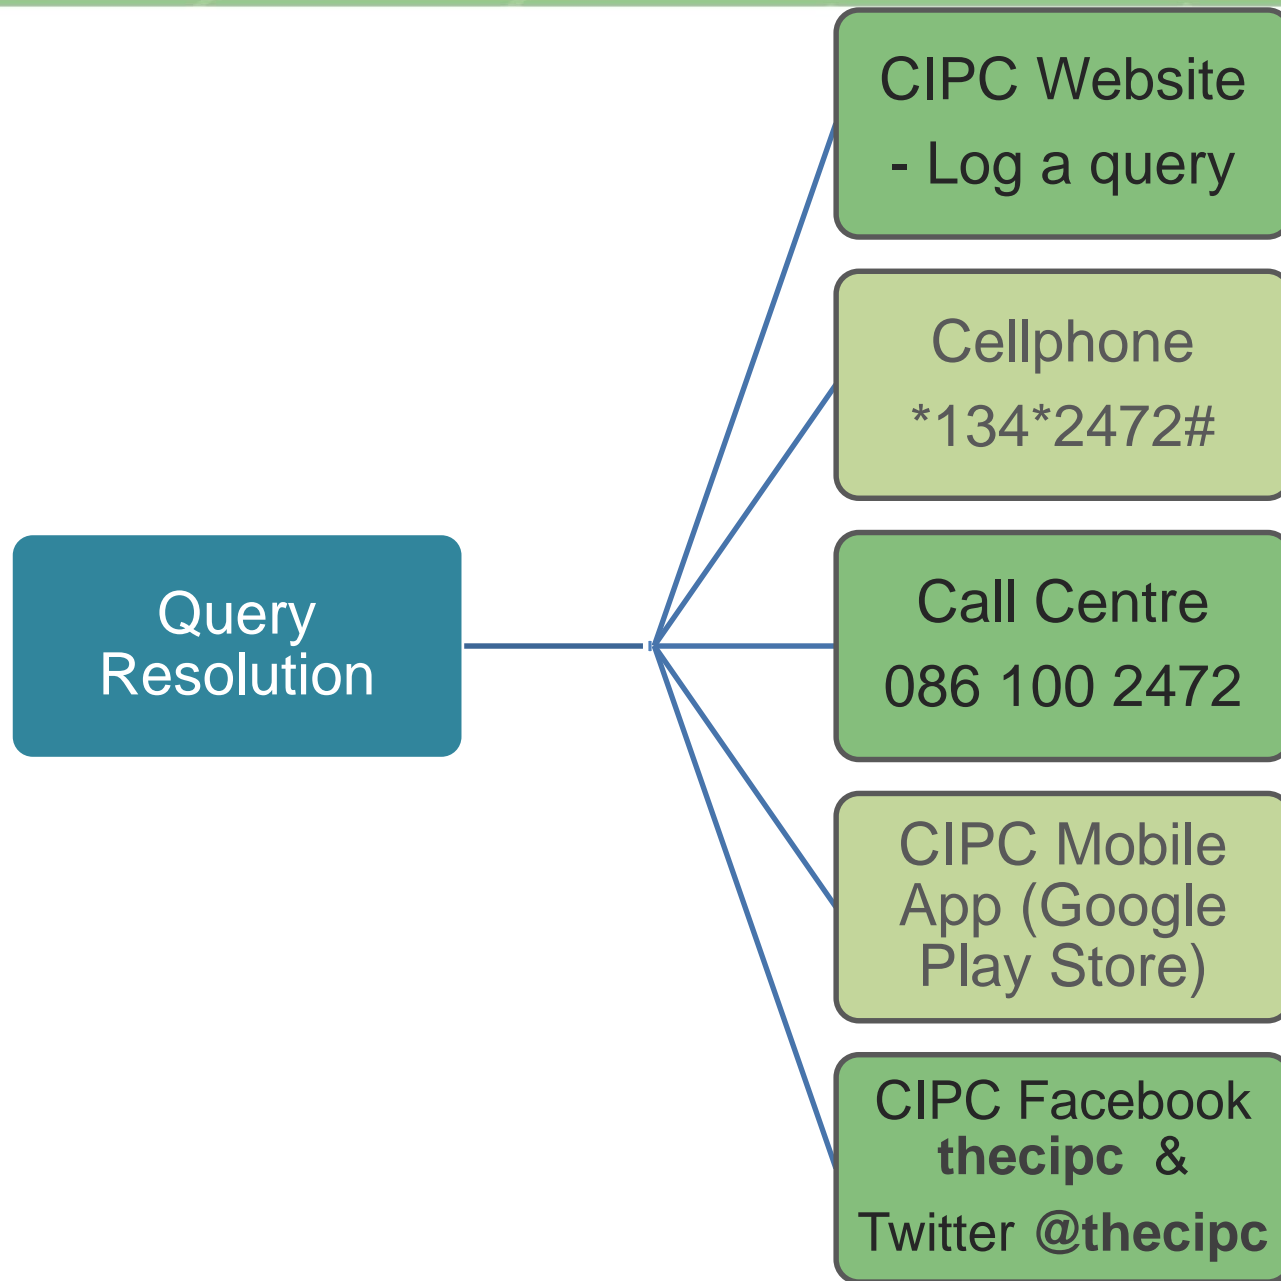 CIPC Website
- Log a query
Cellphone
*134*2472#
Query
Resolution
Call Centre
086 100 2472
CIPC Mobile
App (Google
Play Store)
CIPC Facebook
thecipc &
Twitter @thecipc